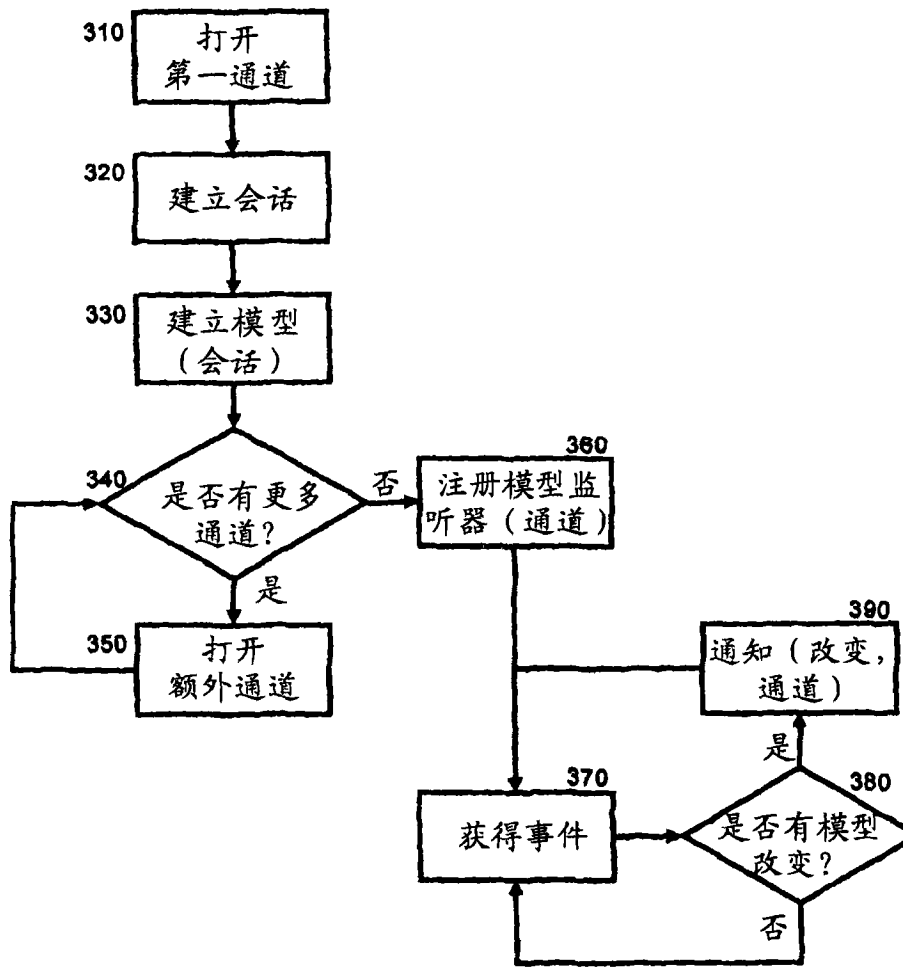 310
打开
第一通道
320
建立会话
330
建立模型
（会话）
340
是否有更多
通道？
否
是
350
打开
额外通道
360
注册模型监
听器（通道）
370
获得事件
380
是否有模型
改变？
是
否
390
通知（改变，
通道）